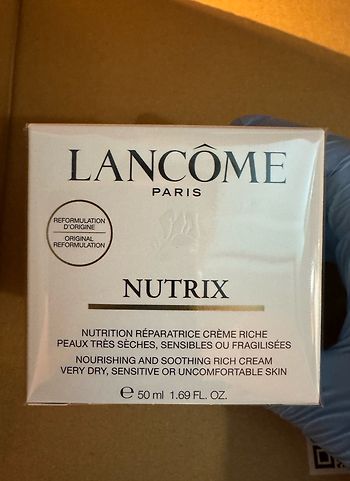 LANCÔME
PARIS
REFORMULATION
D'ORIGINE
ORIGINAL
REFORMULATION
NUTRIX
NUTRITION RÉPARATRICE CRÈME RICHE
PEAUX TRÈS SÈCHES, SENSIBLES OU FRAGILISÉES
NOURISHING AND SOOTHING RICH CREAM
VERY DRY, SENSITIVE OR UNCOMFORTABLE SKIN
℮ 50 ml 1.69 FL. OZ.